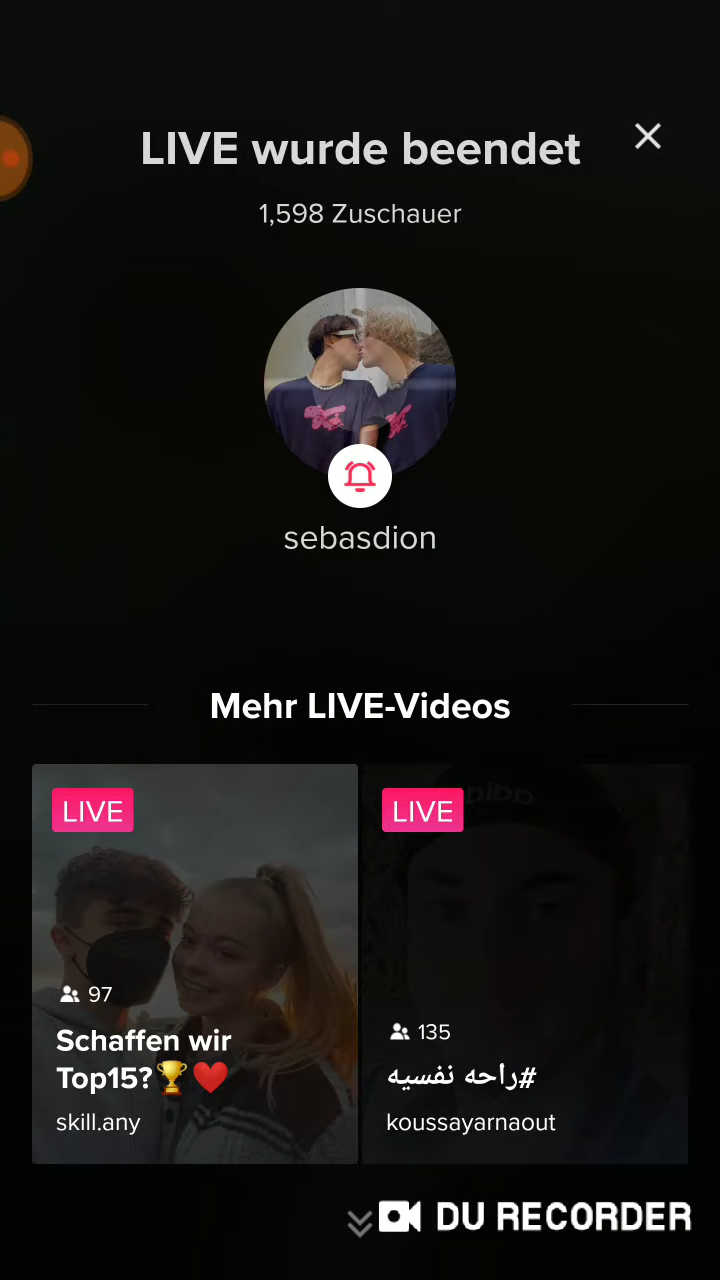 LIVE wurde beendet
1,598 Zuschauer
sebasdion
Mehr LIVE-Videos
LIVE
97
Schaffen wir
Top15?🏆❤️
skill.any
LIVE
135
#راحه نفسيه
koussayarnaout
DU RECORDER